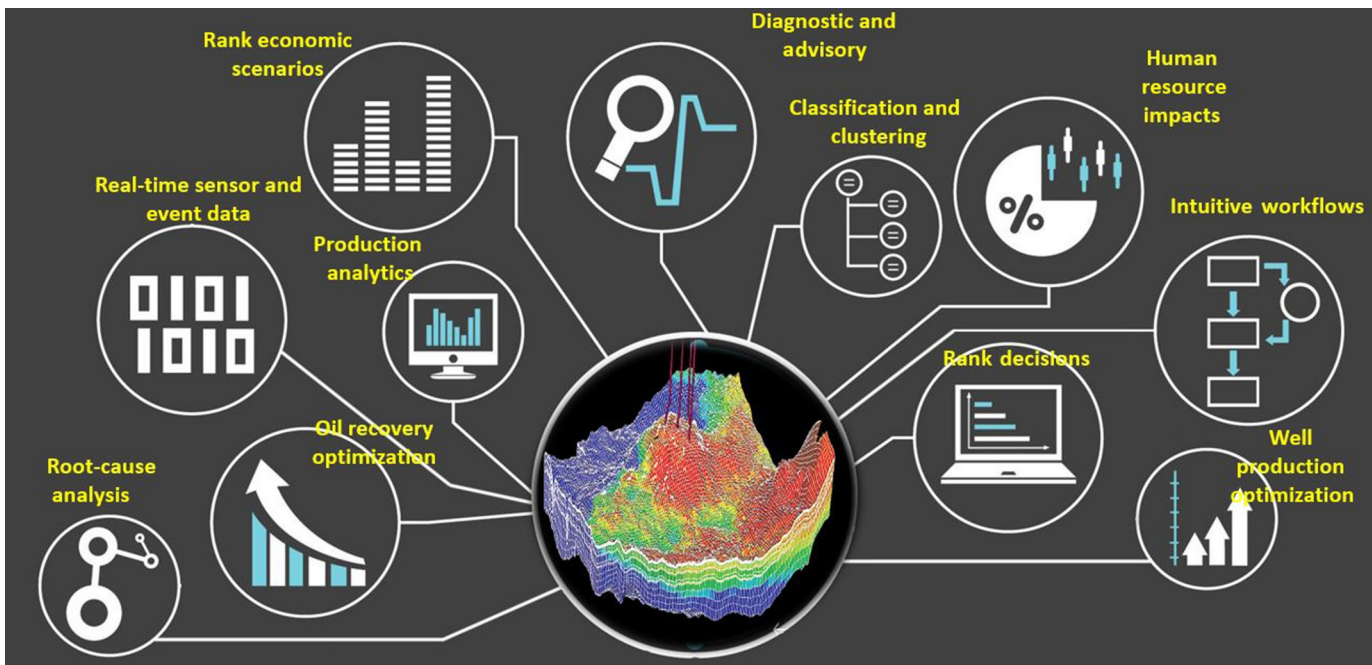 Rank economic
scenarios
Diagnostic and
advisory
Classification and
clustering
Human
resource
impacts
Real-time sensor and
event data
Production
analytics
Intuitive workflows
0101
1010
%
Rank decisions
Oil recovery
optimization
Well
production
optimization
Root-cause
analysis